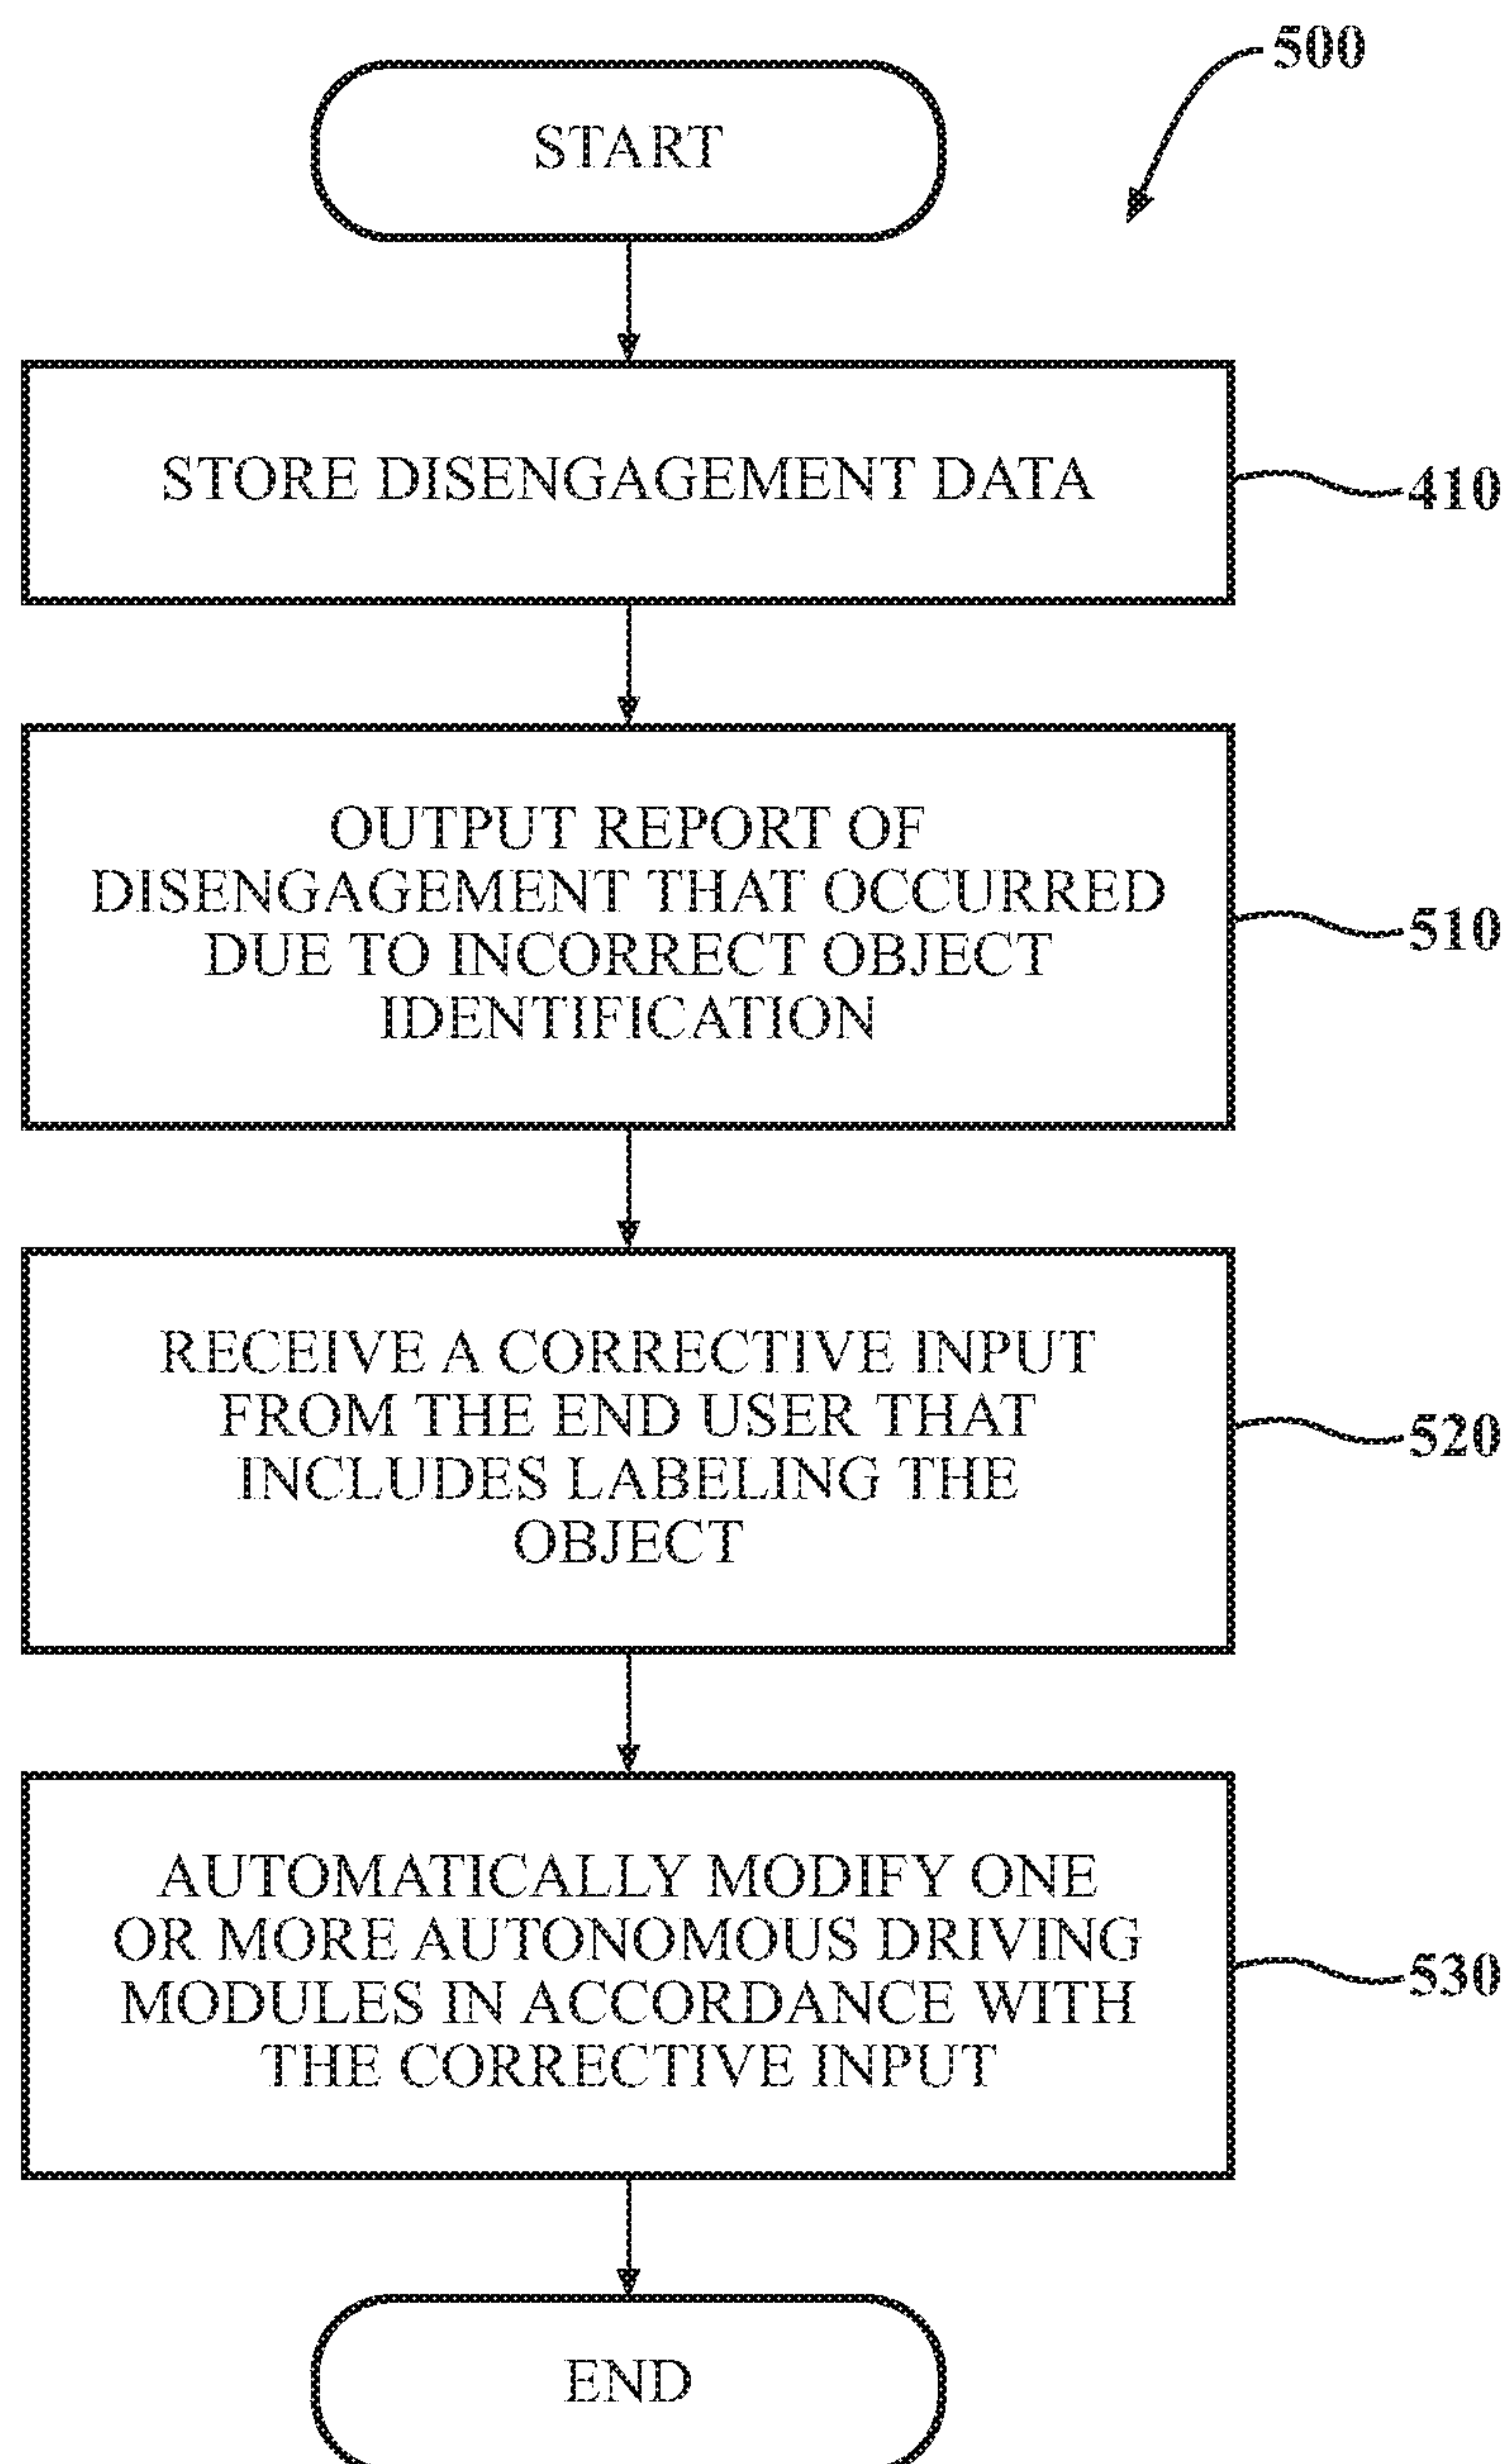 500
START
STORE DISENGAGEMENT DATA
410
OUTPUT REPORT OF
DISENGAGEMENT THAT OCCURRED
DUE TO INCORRECT OBJECT
IDENTIFICATION
510
RECEIVE A CORRECTIVE INPUT
FROM THE END USER THAT
INCLUDES LABELING THE
OBJECT
520
AUTOMATICALLY MODIFY ONE
OR MORE AUTONOMOUS DRIVING
MODULES IN ACCORDANCE WITH
THE CORRECTIVE INPUT
530
END